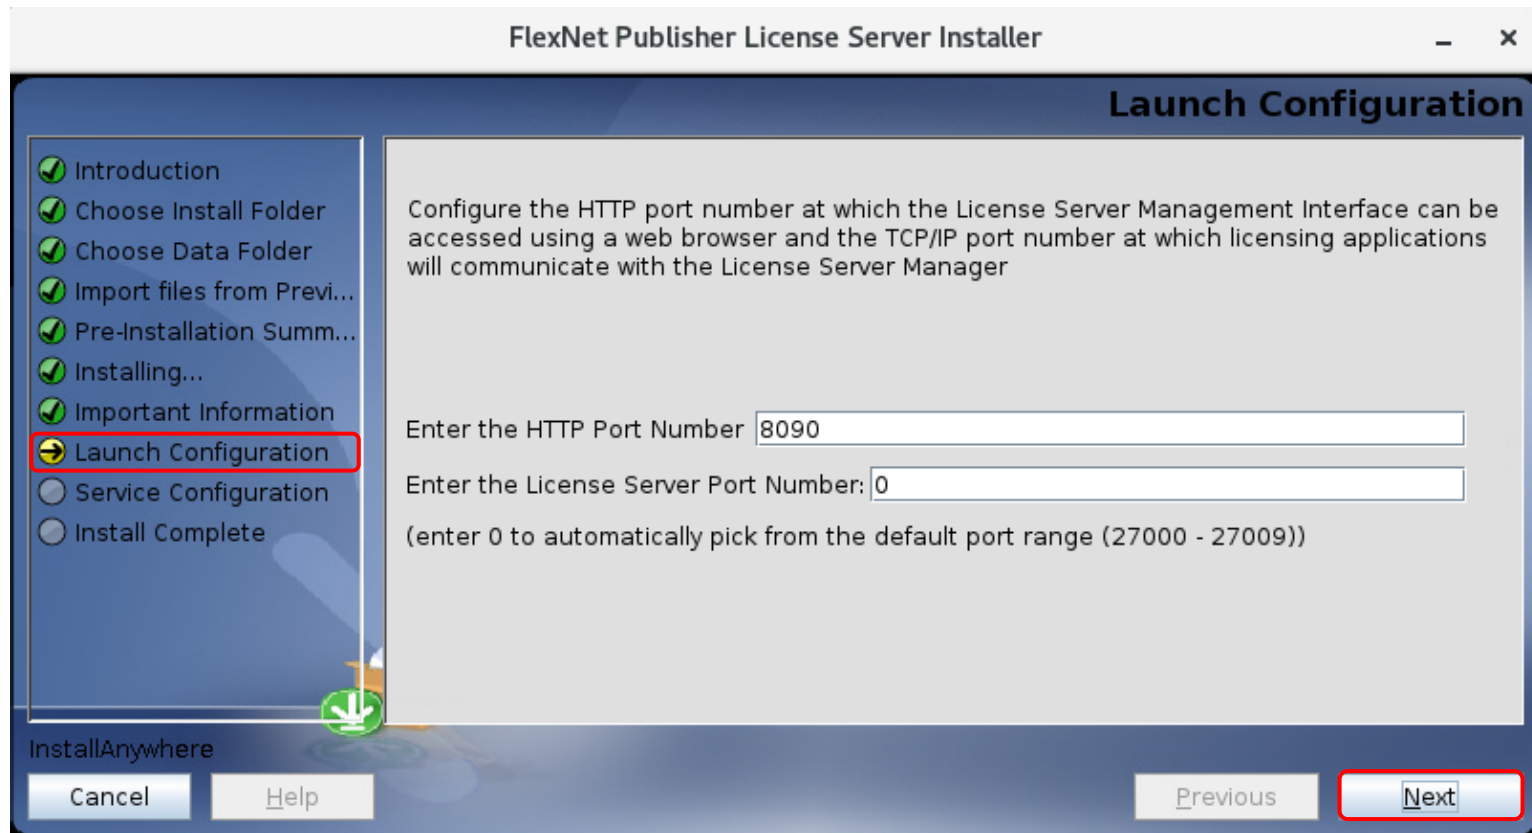 FlexNet Publisher License Server Installer
Launch Configuration
Introduction
Choose Install Folder
Choose Data Folder
Import files from Previ...
Pre-Installation Summ...
Installing...
Important Information
Launch Configuration
Service Configuration
Install Complete
Configure the HTTP port number at which the License Server Management Interface can be
accessed using a web browser and the TCP/IP port number at which licensing applications
will communicate with the License Server Manager
Enter the HTTP Port Number 8090
Enter the License Server Port Number: 0
(enter 0 to automatically pick from the default port range (27000 - 27009))
InstallAnywhere
Cancel Help Previous Next